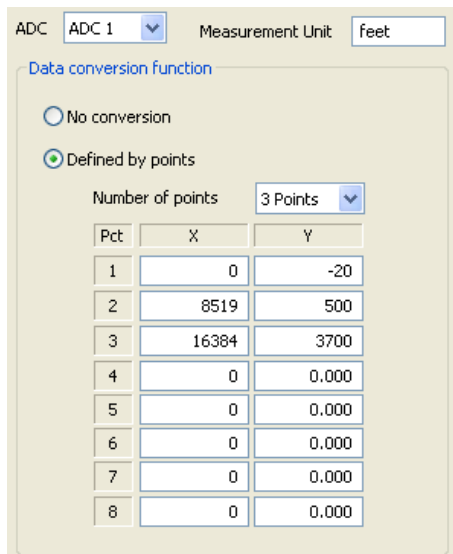 ADC ADC 1 Measurement Unit feet
Data conversion function
No conversion
Defined by points
Number of points 3 Points
Pct X Y
1 0 -20
2 8519 500
3 16384 3700
4 0 0.000
5 0 0.000
6 0 0.000
7 0 0.000
8 0 0.000